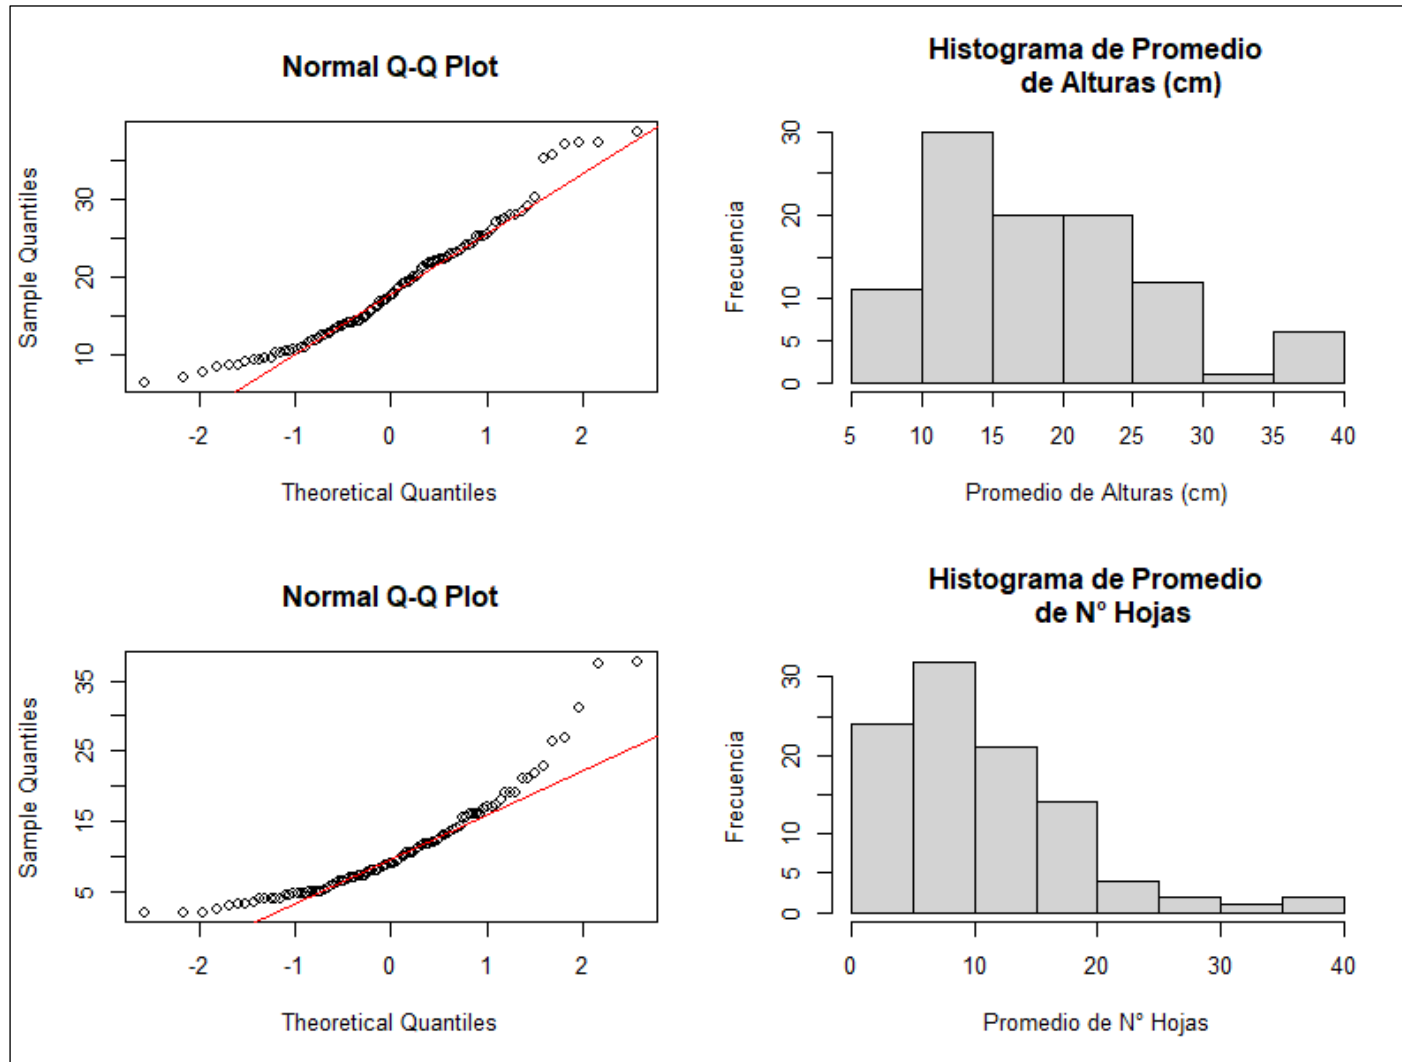 Normal Q-Q Plot
Sample Quantiles
10
20
30
-2
-1
0
1
2
Theoretical Quantiles
Histograma de Promedio
de Alturas (cm)
Frecuencia
0
5
10
20
30
5
10
15
20
25
30
35
40
Promedio de Alturas (cm)
Normal Q-Q Plot
Sample Quantiles
5
15
25
35
-2
-1
0
1
2
Theoretical Quantiles
Histograma de Promedio
de N° Hojas
Frecuencia
0
5
10
20
30
0
10
20
30
40
Promedio de N° Hojas